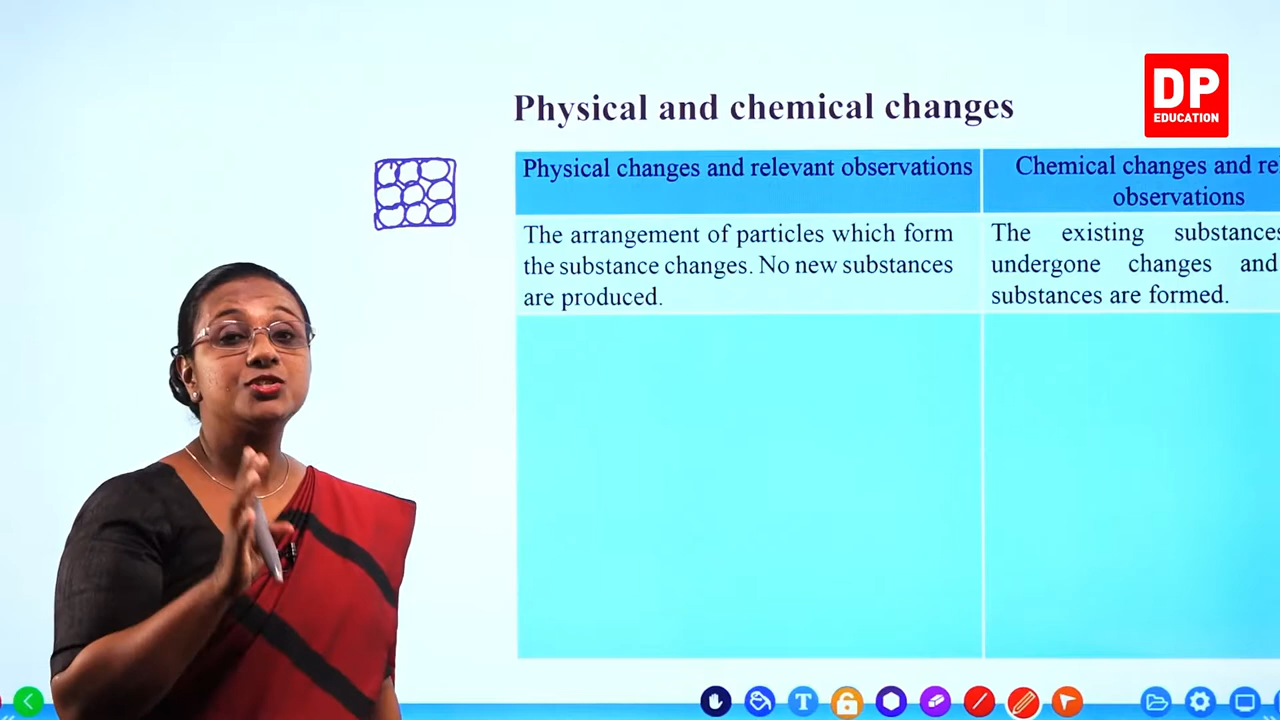 DP
EDUCATION
Physical and chemical changes
Physical changes and relevant observations
The arrangement of particles which form
the substance changes. No new substances
are produced.
Chemical changes and
observations
The existing substances
undergone changes and
substances are formed.
T